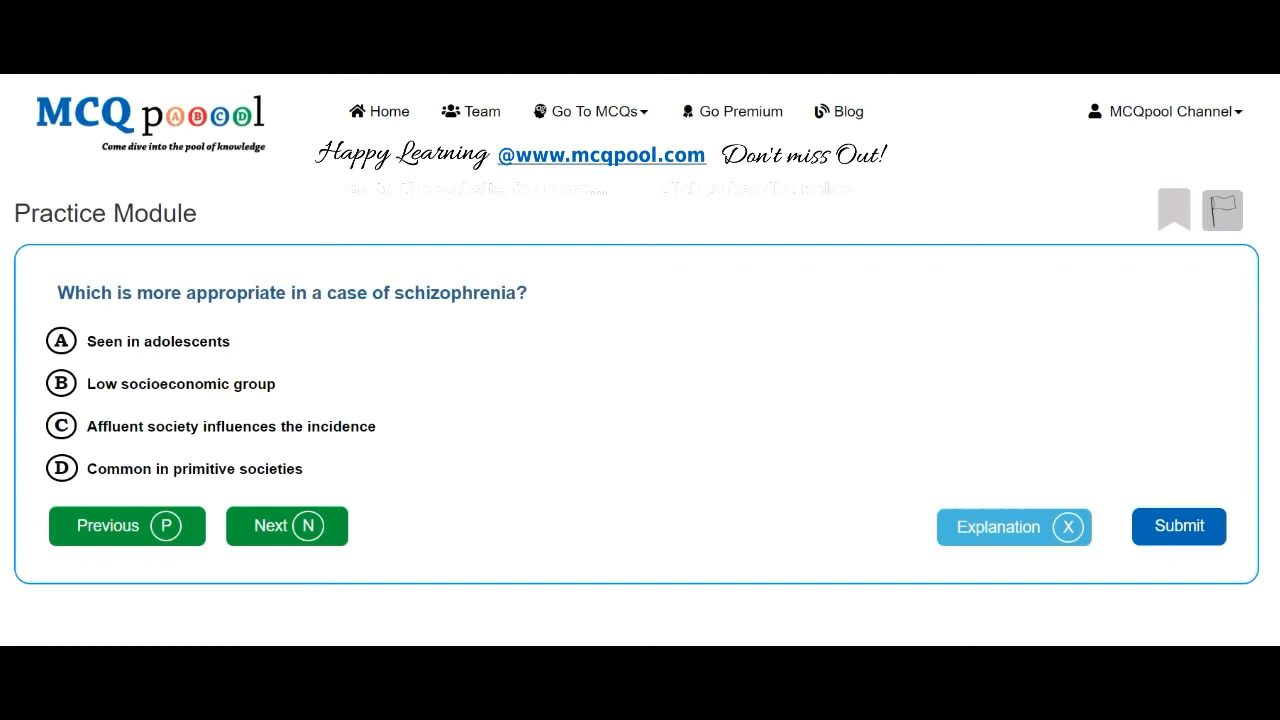 MCQ pABCDl
Come dive into the pool of knowledge
Home Team Go To MCQs Go Premium Blog MCQpool Channel
Happy Learning @www.mcqpool.com Don't miss Out!
Practice Module
Which is more appropriate in a case of schizophrenia?
A Seen in adolescents
B Low socioeconomic group
C Affluent society influences the incidence
D Common in primitive societies
Previous P Next N Explanation X Submit